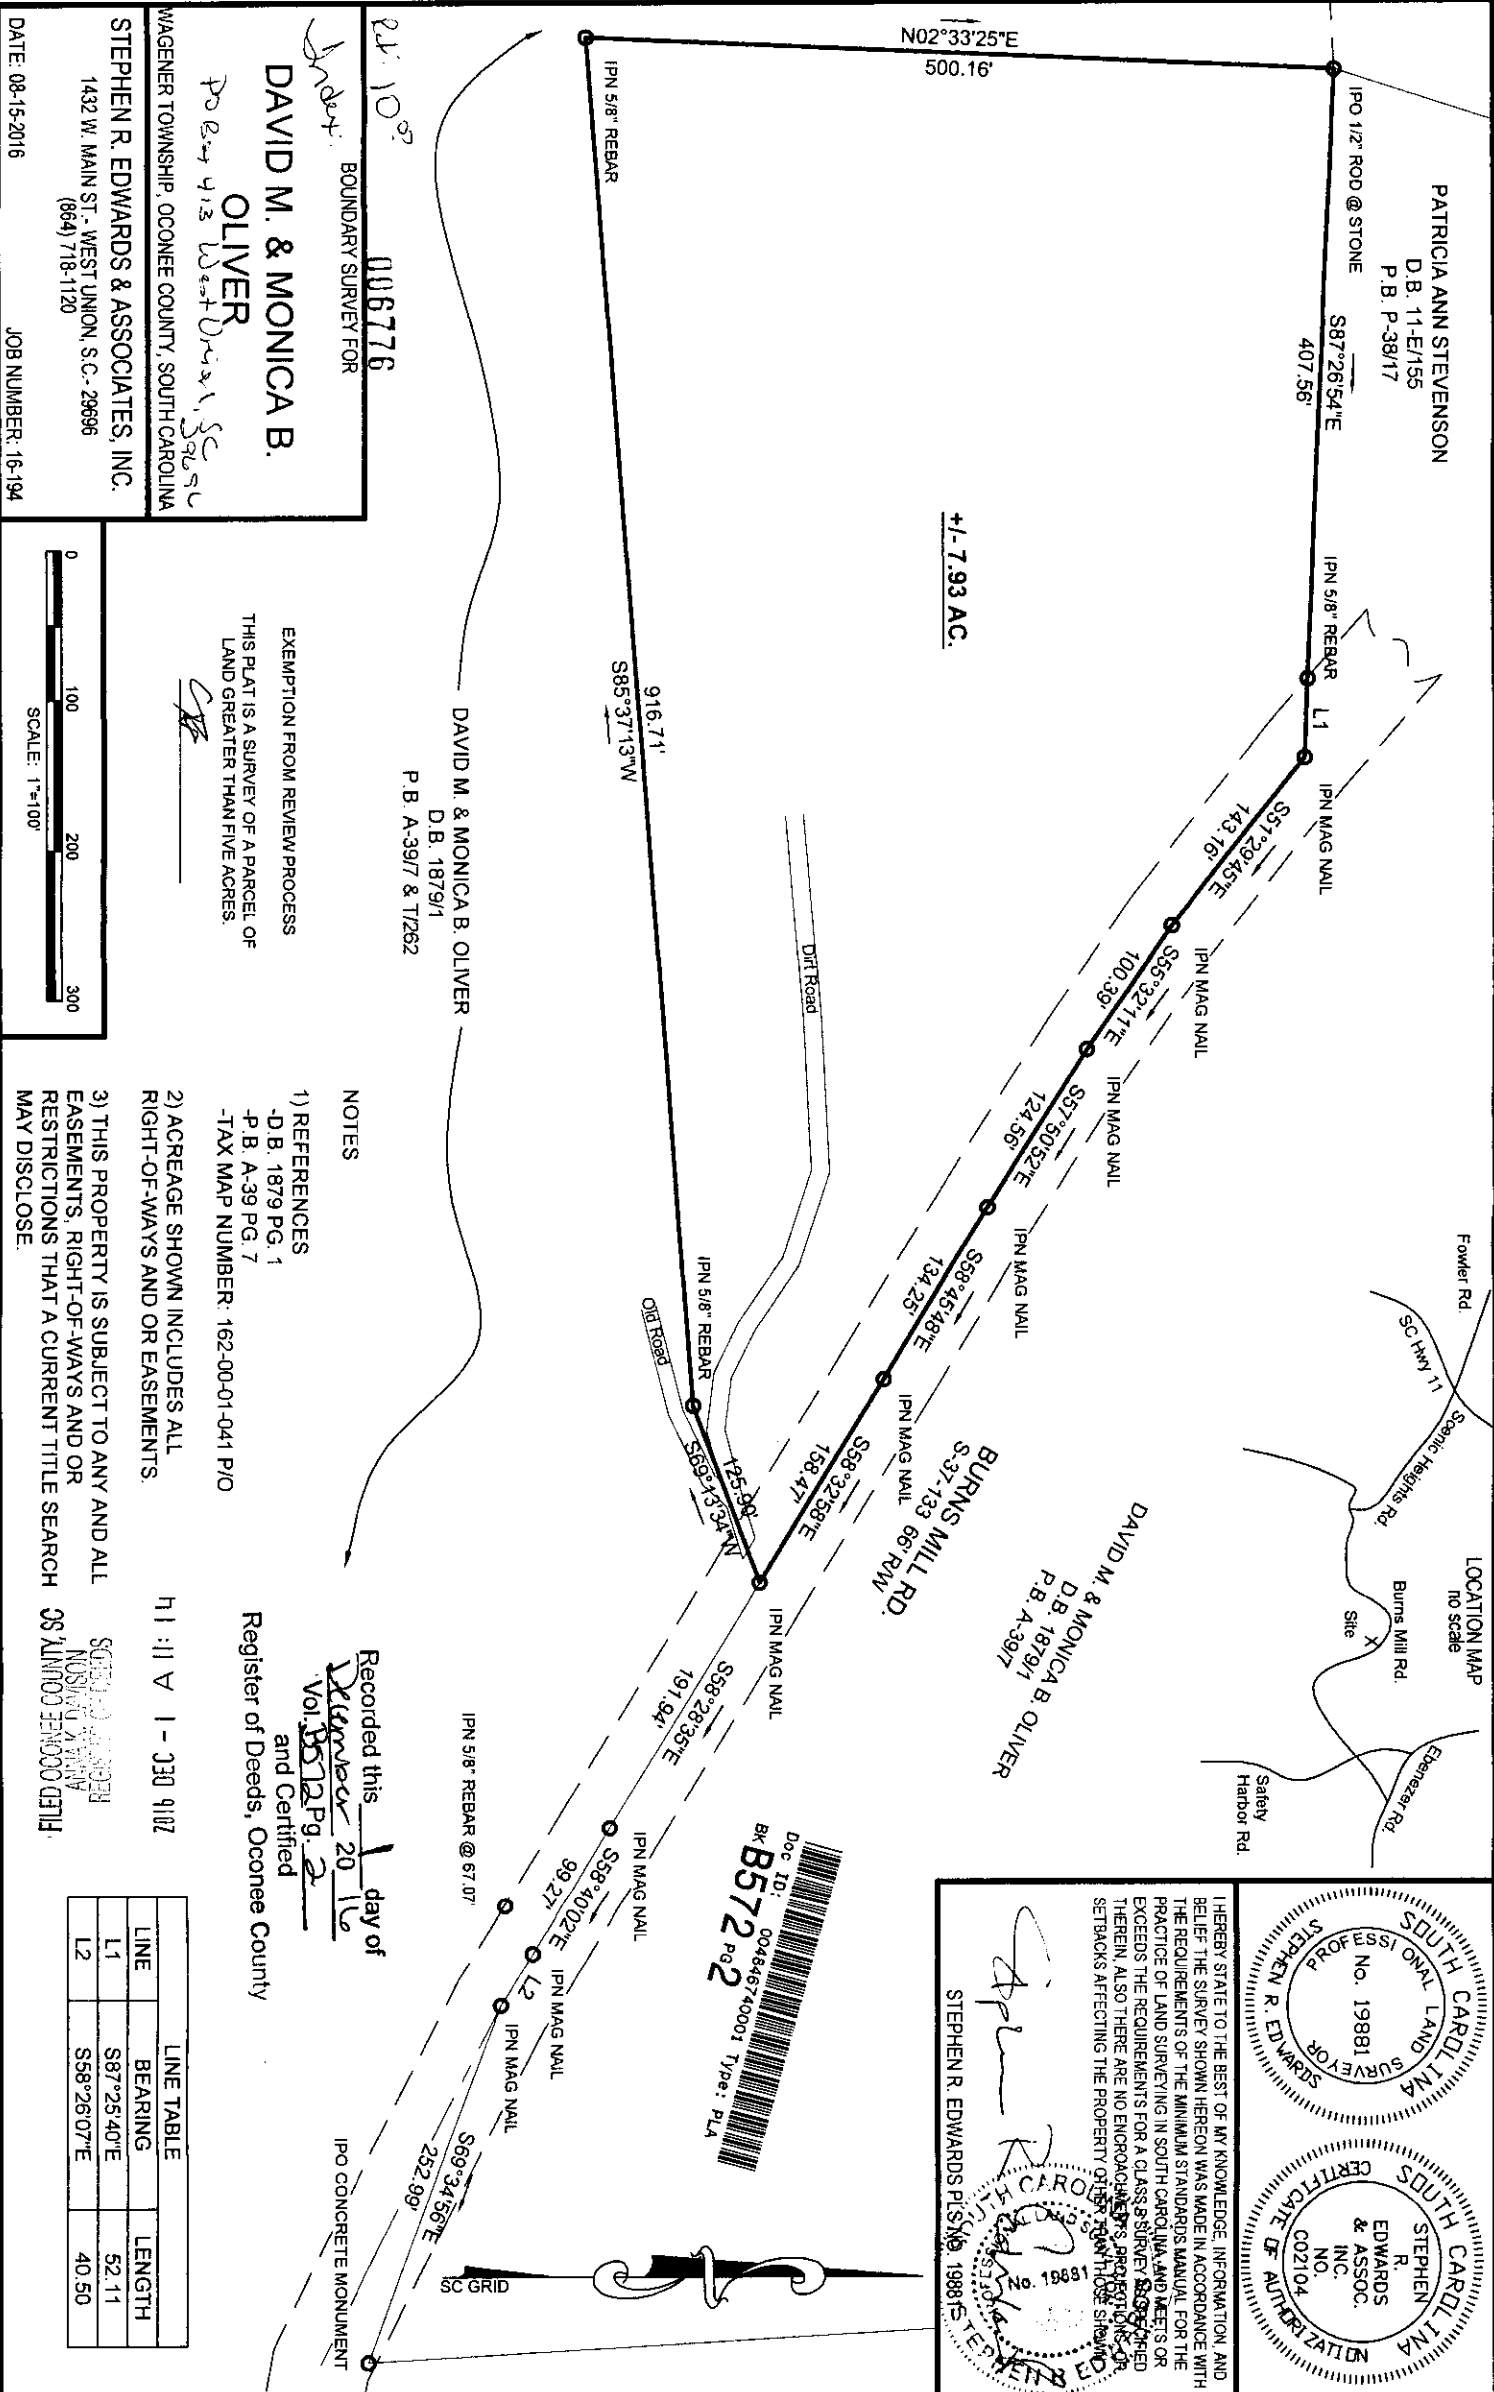 PATRICIA ANN STEVENSON
D.B. 11-E/155
P.B. P-38/17
IPO 1/2" ROD @ STONE
S87°26'54"E
407.56'
IPN 5/8" REBAR
L1
IPN MAG NAIL
N02°33'25"E
500.16'
S51°29'45"E
143.16'
IPN MAG NAIL
S55°32'11"E
100.39'
IPN MAG NAIL
S57°50'52"E
124.56'
IPN MAG NAIL
S58°45'48"E
134.25'
IPN MAG NAIL
S58°32'58"E
158.47'
IPN MAG NAIL
S58°28'35"E
191.94'
IPN MAG NAIL
S58°40'02"E
99.27'
IPN MAG NAIL
L2
IPN MAG NAIL
S69°34'56"E
252.99'
IPO CONCRETE MONUMENT
IPN 5/8" REBAR @ 67.07'
+/- 7.93 AC.
BURNS MILL RD.
S-37-133 66' R/W
DAVID M. & MONICA B. OLIVER
D.B. 1879/1
P.B. A-39/7
Dirt Road
Old Road
IPN 5/8" REBAR
125.90'
S69°13'34"W
916.71'
S85°37'13"W
IPN 5/8" REBAR
DAVID M. & MONICA B. OLIVER
D.B. 1879/1
P.B. A-39/7 & T/262
LOCATION MAP
no scale
Fowler Rd.
SC Hwy 11
Scenic Heights Rd.
Burns Mill Rd.
Site
X
Ebenezer Rd.
Safety
Harbor Rd.
SOUTH CAROLINA
PROFESSIONAL LAND SURVEYOR
No. 19881
STEPHEN R. EDWARDS
SOUTH CAROLINA
STEPHEN
R.
EDWARDS
& ASSOC.
INC.
NO.
C02104
CERTIFICATE OF AUTHORIZATION
I HEREBY STATE TO THE BEST OF MY KNOWLEDGE, INFORMATION, AND
BELIEF THE SURVEY SHOWN HEREON WAS MADE IN ACCORDANCE WITH
THE REQUIREMENTS OF THE MINIMUM STANDARDS MANUAL FOR THE
PRACTICE OF LAND SURVEYING IN SOUTH CAROLINA, AND MEETS OR
EXCEEDS THE REQUIREMENTS FOR A CLASS B SURVEY AS SPECIFIED
THEREIN, ALSO THERE ARE NO ENCROACHMENTS, PROJECTIONS, OR
SETBACKS AFFECTING THE PROPERTY OTHER THAN THOSE SHOWN
STEPHEN R. EDWARDS PLS NO. 19881
No. 19881
Doc ID: 004846740001 Type: PLA
BK B572 PG 2
SC GRID
006776
Index:
BOUNDARY SURVEY FOR
DAVID M. & MONICA B.
OLIVER
PO Box 413 West Union, SC
29696
WAGENER TOWNSHIP, OCONEE COUNTY, SOUTH CAROLINA
STEPHEN R. EDWARDS & ASSOCIATES, INC.
1432 W. MAIN ST.- WEST UNION, S.C.- 29696
(864) 718-1120
DATE: 08-15-2016
JOB NUMBER: 16-194
EXEMPTION FROM REVIEW PROCESS
THIS PLAT IS A SURVEY OF A PARCEL OF
LAND GREATER THAN FIVE ACRES.
0 100 200 300
SCALE: 1"=100'
NOTES
1) REFERENCES
-D.B. 1879 PG. 1
-P.B. A-39 PG. 7
-TAX MAP NUMBER: 162-00-01-041 P/O
2) ACREAGE SHOWN INCLUDES ALL
RIGHT-OF-WAYS AND OR EASEMENTS.
3) THIS PROPERTY IS SUBJECT TO ANY AND ALL
EASEMENTS, RIGHT-OF-WAYS AND OR
RESTRICTIONS THAT A CURRENT TITLE SEARCH
MAY DISCLOSE.
Recorded this 1 day of
December 20 16
Vol. B572 Pg. 2
and Certified
Register of Deeds, Oconee County
FILED OCONEE COUNTY, SC
2016 DEC - 1 A 11: 14
LINE TABLE
LINE BEARING LENGTH
L1 S87°25'40"E 52.11
L2 S58°26'07"E 40.50